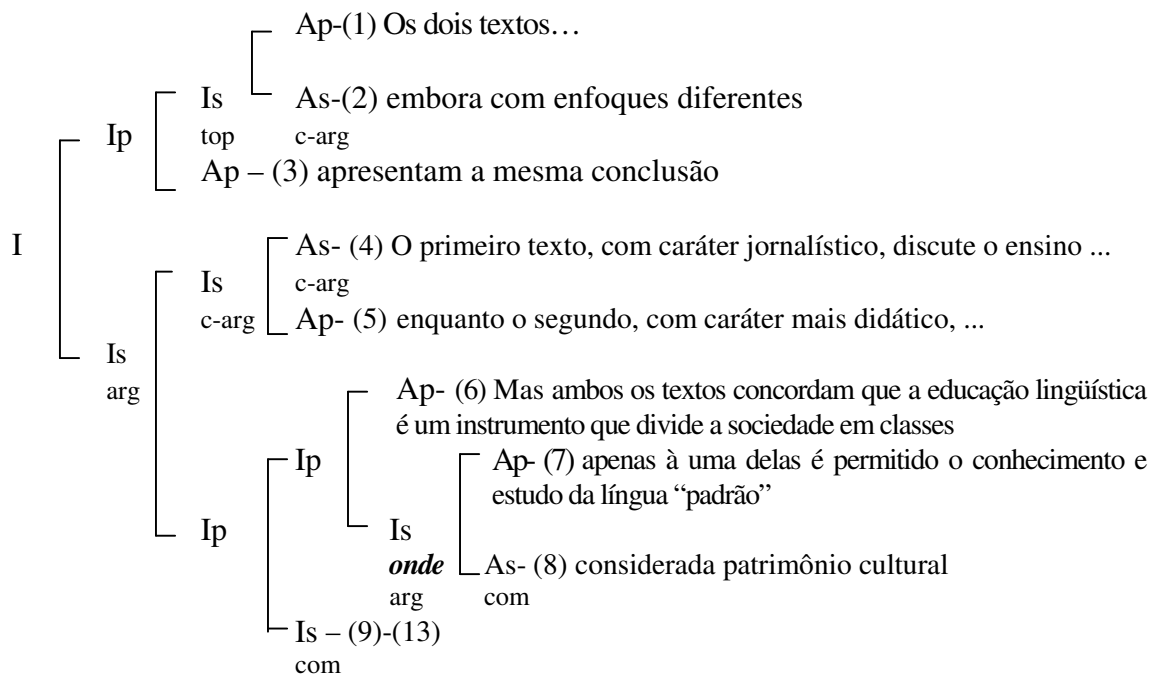 Ap-(1) Os dois textos…
Is As-(2) embora com enfoques diferentes
Ip top c-arg
Ap – (3) apresentam a mesma conclusão
I As- (4) O primeiro texto, com caráter jornalístico, discute o ensino ...
Is c-arg
c-arg Ap- (5) enquanto o segundo, com caráter mais didático, ...
Is
arg Ap- (6) Mas ambos os textos concordam que a educação lingüística
é um instrumento que divide a sociedade em classes
Ip Ap- (7) apenas à uma delas é permitido o conhecimento e
estudo da língua “padrão”
Ip Is
onde As- (8) considerada patrimônio cultural
arg com
Is – (9)-(13)
com